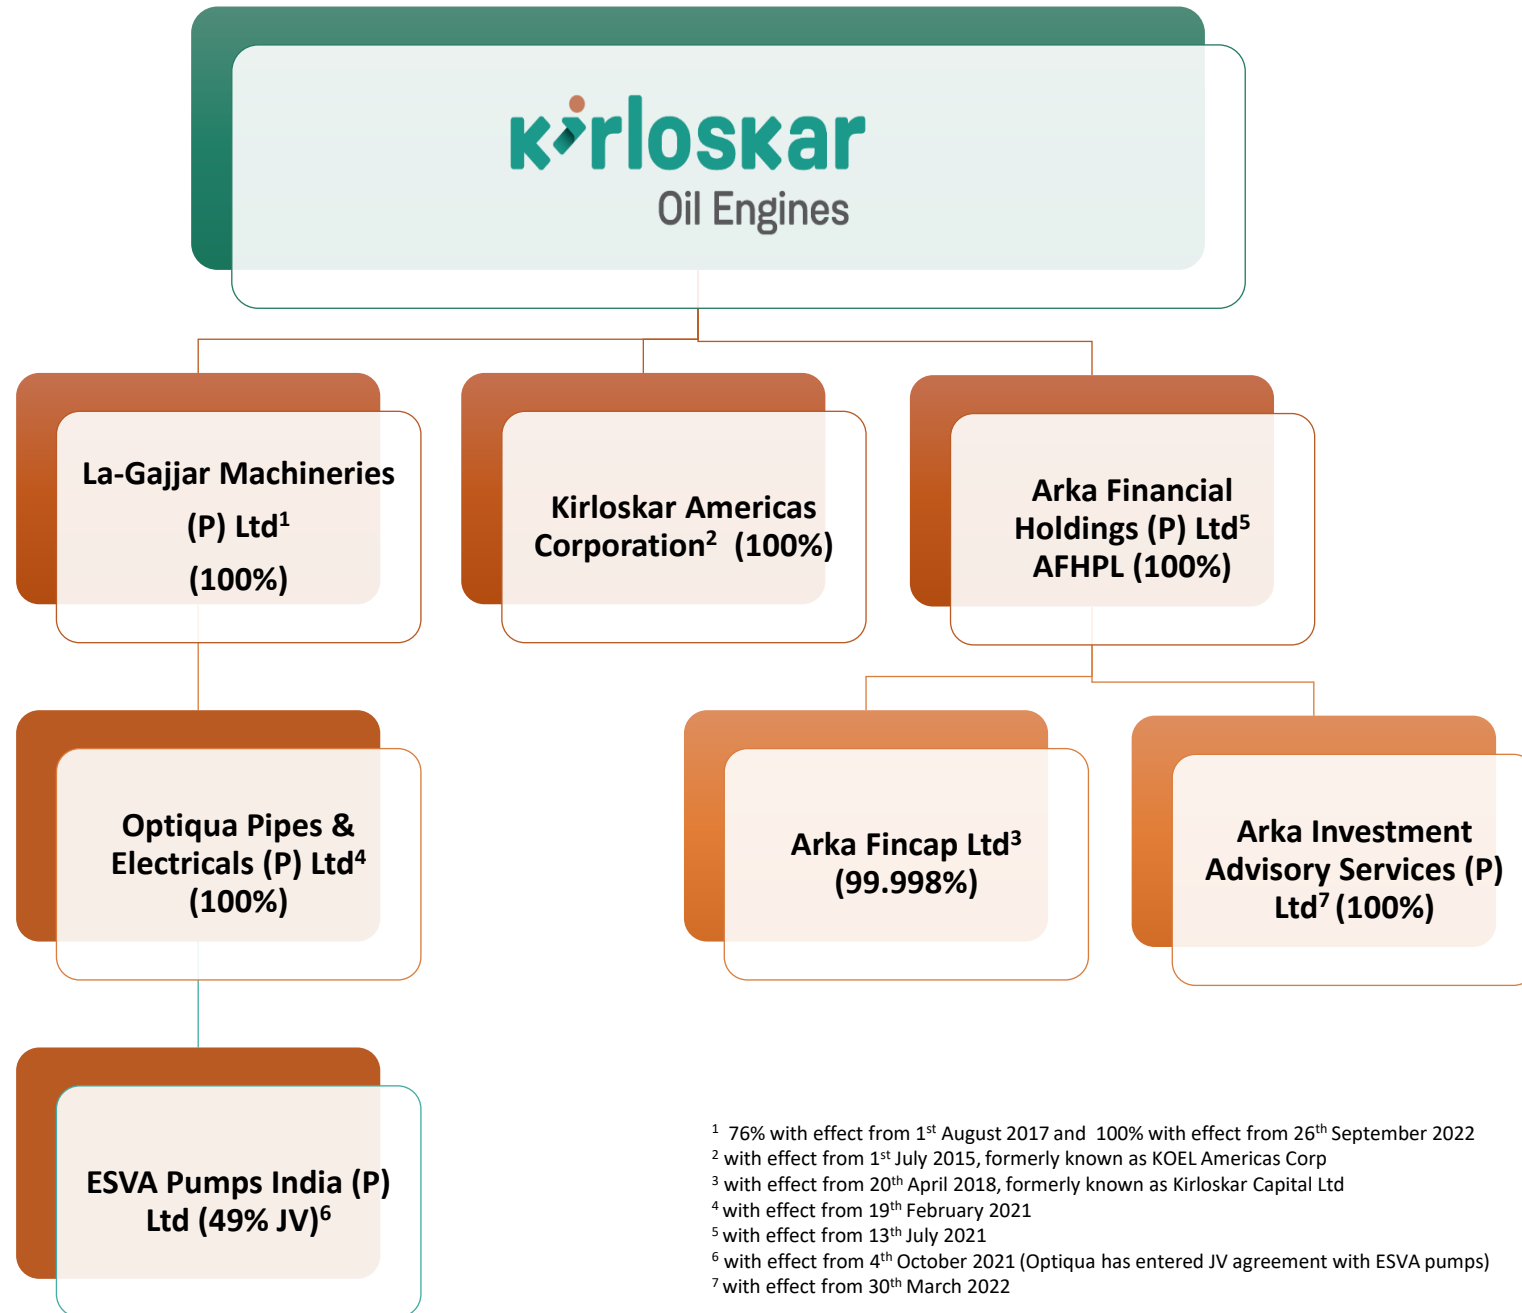 kirloskar
Oil Engines
La-Gajjar Machineries
(P) Ltd¹
(100%)
Kirloskar Americas
Corporation² (100%)
Arka Financial
Holdings (P) Ltd⁵
AFHPL (100%)
Optiqua Pipes &
Electricals (P) Ltd⁴
(100%)
Arka Fincap Ltd³
(99.998%)
Arka Investment
Advisory Services (P)
Ltd⁷ (100%)
ESVA Pumps India (P)
Ltd (49% JV)⁶
¹ 76% with effect from 1ˢᵗ August 2017 and 100% with effect from 26ᵗʰ September 2022
² with effect from 1ˢᵗ July 2015, formerly known as KOEL Americas Corp
³ with effect from 20ᵗʰ April 2018, formerly known as Kirloskar Capital Ltd
⁴ with effect from 19ᵗʰ February 2021
⁵ with effect from 13ᵗʰ July 2021
⁶ with effect from 4ᵗʰ October 2021 (Optiqua has entered JV agreement with ESVA pumps)
⁷ with effect from 30ᵗʰ March 2022